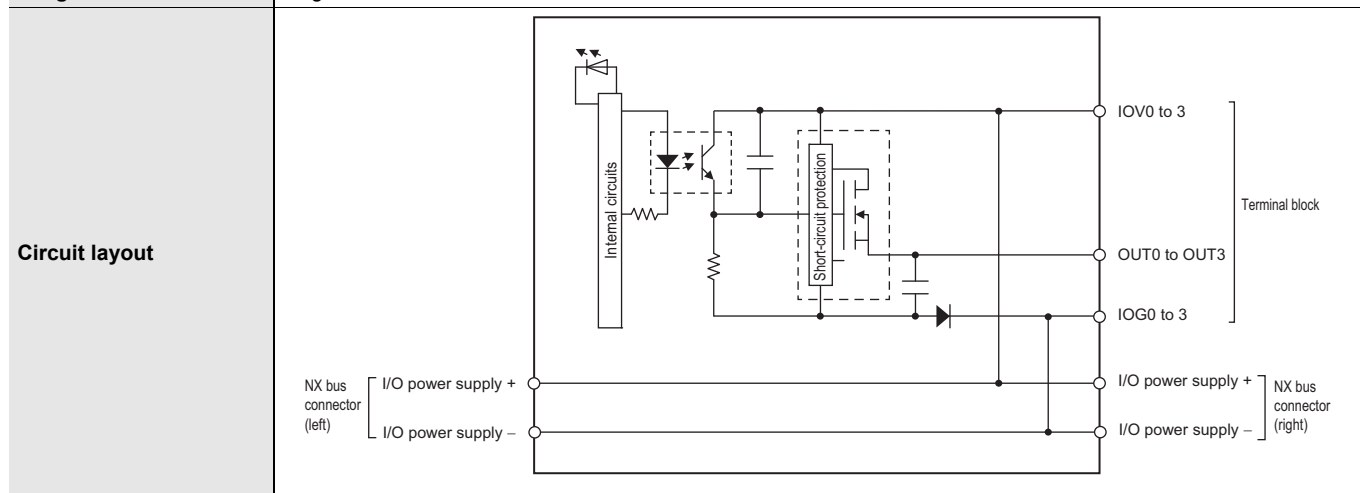 Circuit layout
Internal circuits
Short-circuit protection
IOV0 to 3
Terminal block
OUT0 to OUT3
IOG0 to 3
NX bus
connector
(left)
I/O power supply +
I/O power supply –
I/O power supply +
I/O power supply –
NX bus
connector
(right)